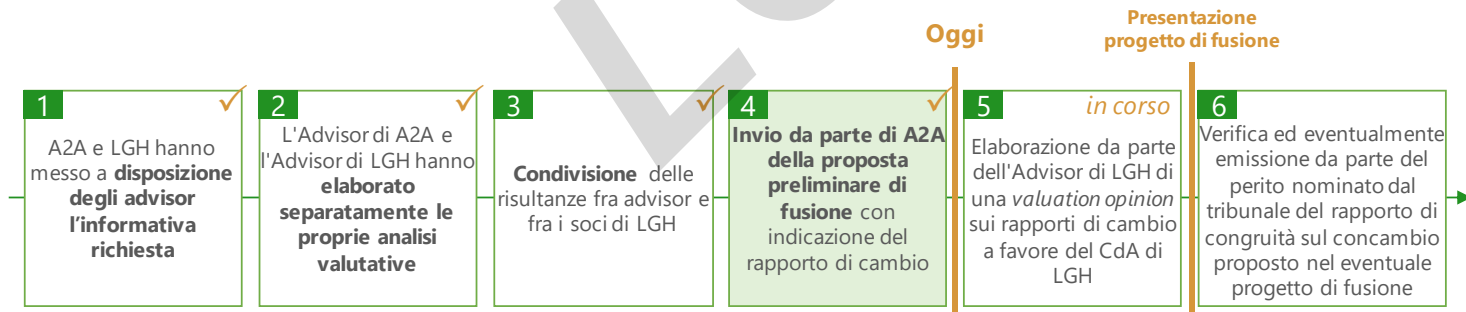 Oggi
Presentazione
progetto di fusione
1
✓
A2A e LGH hanno
messo a disposizione
degli advisor
l'informativa
richiesta
2
✓
L'Advisor di A2A e
l'Advisor di LGH hanno
elaborato
separatamente le
proprie analisi
valutative
3
✓
Condivisione delle
risultanze fra advisor e
fra i soci di LGH
4
✓
Invio da parte di A2A
della proposta
preliminare di
fusione con
indicazione del
rapporto di cambio
5
in corso
Elaborazione da parte
dell'Advisor di LGH di
una valuation opinion
sui rapporti di cambio
a favore del CdA di
LGH
6
Verifica ed eventualmente
emissione da parte del
perito nominato dal
tribunale del rapporto di
congruità sul concambio
proposto nel eventuale
progetto di fusione